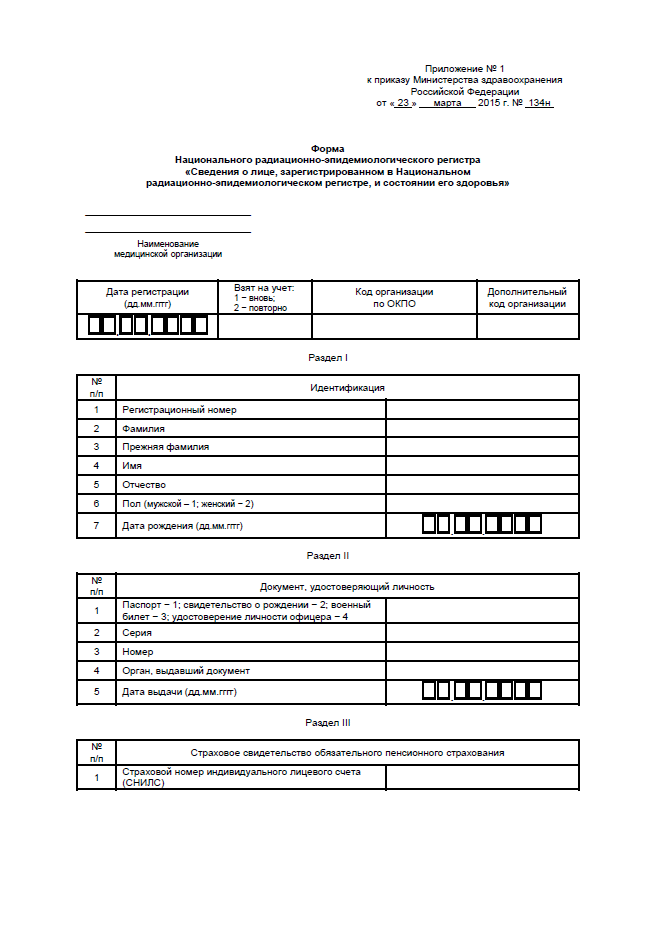 Приложение № 1
к приказу Министерства здравоохранения
Российской Федерации
от « 23 » марта 2015 г. № 134н
Форма
Национального радиационно-эпидемиологического регистра
«Сведения о лице, зарегистрированном в Национальном
радиационно-эпидемиологическом регистре, и состоянии его здоровья»
Наименование
медицинской организации
Дата регистрации
(дд.мм.гггг)
Взят на учет:
1 − вновь;
2 − повторно
Код организации
по ОКПО
Дополнительный
код организации
Раздел I
№
п/п
Идентификация
1 Регистрационный номер
2 Фамилия
3 Прежняя фамилия
4 Имя
5 Отчество
6 Пол (мужской – 1; женский − 2)
7 Дата рождения (дд.мм.гггг)
Раздел II
№
п/п
Документ, удостоверяющий личность
1 Паспорт − 1; свидетельство о рождении − 2; военный
билет − 3; удостоверение личности офицера − 4
2 Серия
3 Номер
4 Орган, выдавший документ
5 Дата выдачи (дд.мм.гггг)
Раздел III
№
п/п
Страховое свидетельство обязательного пенсионного страхования
1 Страховой номер индивидуального лицевого счета
(СНИЛС)